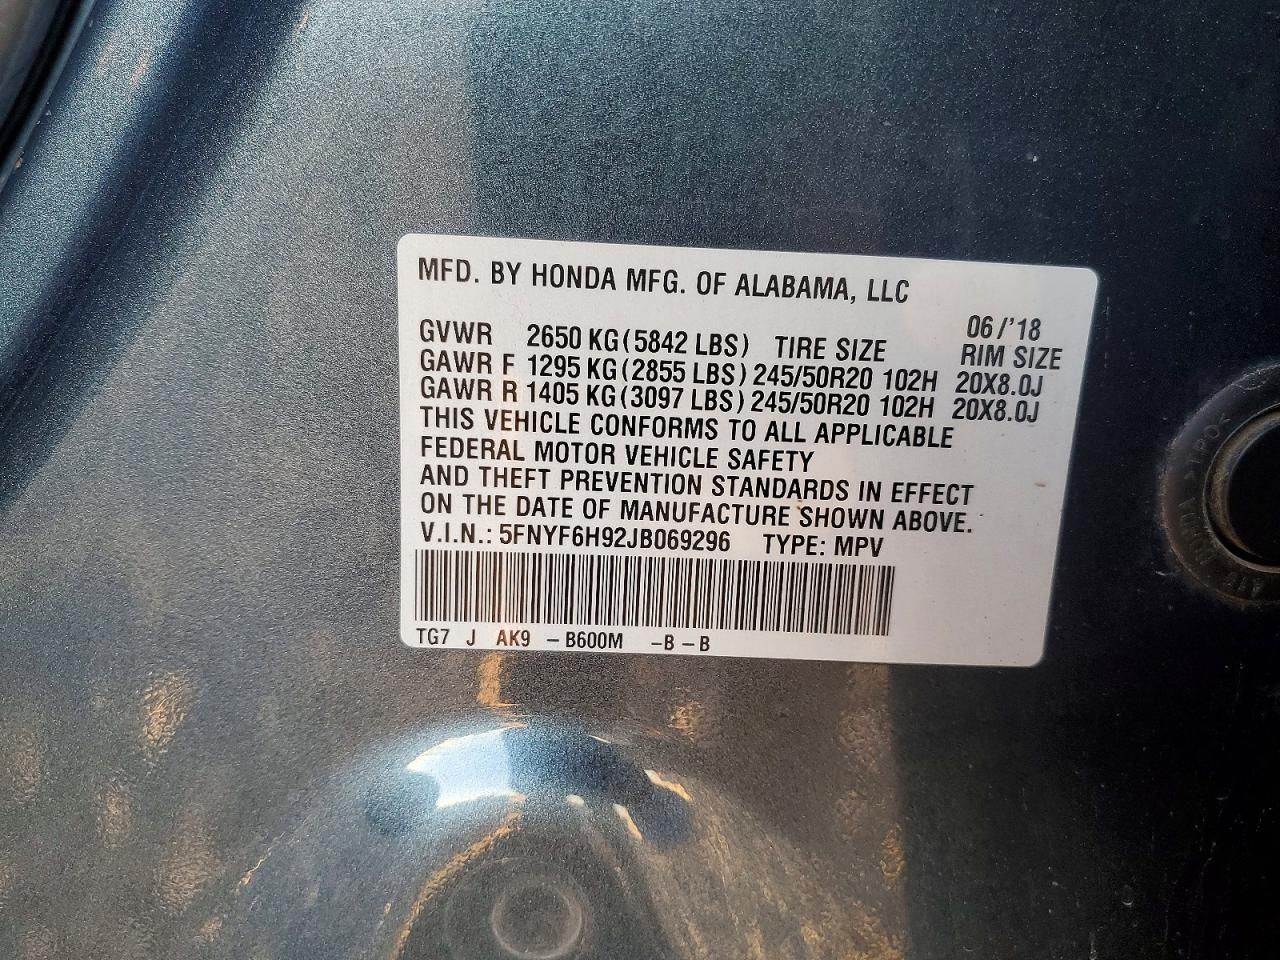 MFD. BY HONDA MFG. OF ALABAMA, LLC
06/'18
GVWR 2650 KG(5842 LBS) TIRE SIZE RIM SIZE
GAWR F 1295 KG(2855 LBS) 245/50R20 102H 20X8.0J
GAWR R 1405 KG(3097 LBS) 245/50R20 102H 20X8.0J
THIS VEHICLE CONFORMS TO ALL APPLICABLE
FEDERAL MOTOR VEHICLE SAFETY
AND THEFT PREVENTION STANDARDS IN EFFECT
ON THE DATE OF MANUFACTURE SHOWN ABOVE.
V.I.N.: 5FNYF6H92JB069296 TYPE: MPV
TG7 J AK9 -B600M -B-B
>TPO<